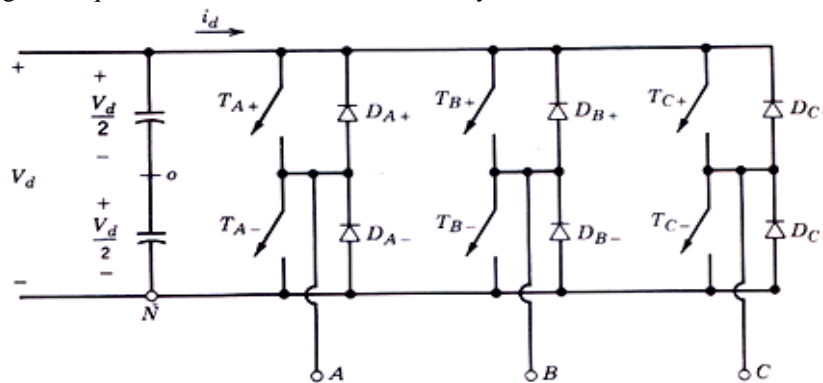 i_d
+
+
V_d/2
−
V_d
o
+
V_d/2
−
−
N
T_A+
D_A+
T_A−
D_A−
T_B+
D_B+
T_B−
D_B−
T_C+
D_C
T_C−
D_C
A
B
C